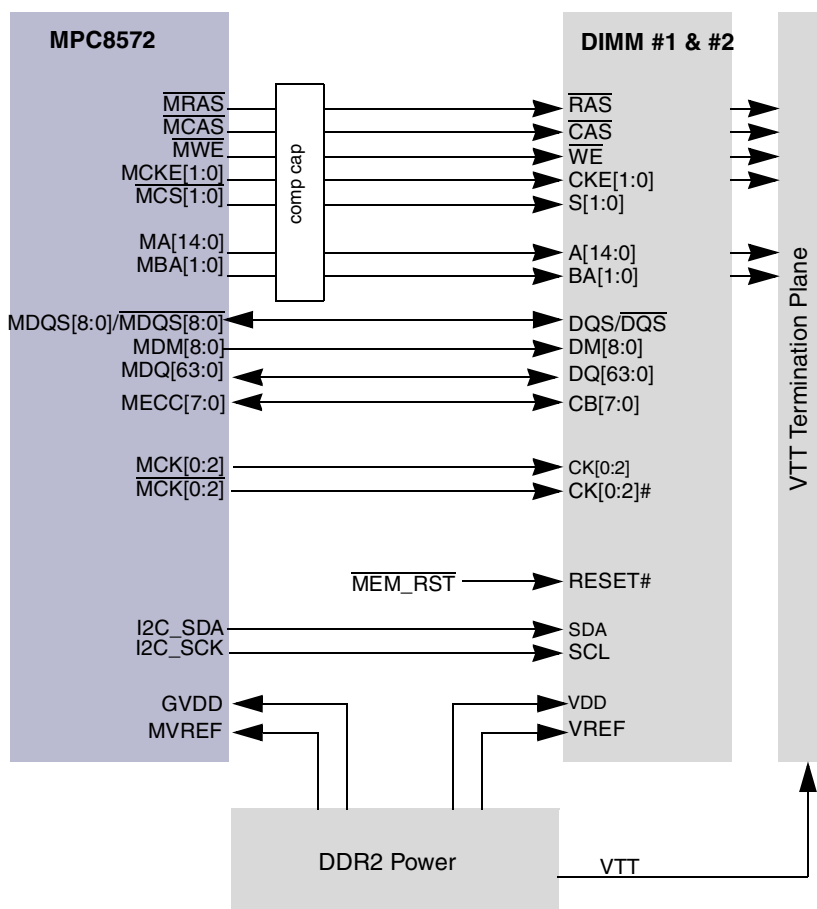 MPC8572
DIMM #1 & #2
MRAS
RAS
MCAS
CAS
MWE
WE
MCKE[1:0]
CKE[1:0]
MCS[1:0]
S[1:0]
comp cap
MA[14:0]
A[14:0]
MBA[1:0]
BA[1:0]
VTT Termination Plane
MDQS[8:0]/MDQS[8:0]
DQS/DQS
MDM[8:0]
DM[8:0]
MDQ[63:0]
DQ[63:0]
MECC[7:0]
CB[7:0]
MCK[0:2]
CK[0:2]
MCK[0:2]
CK[0:2]#
MEM_RST
RESET#
I2C_SDA
SDA
I2C_SCK
SCL
GVDD
VDD
MVREF
VREF
DDR2 Power
VTT